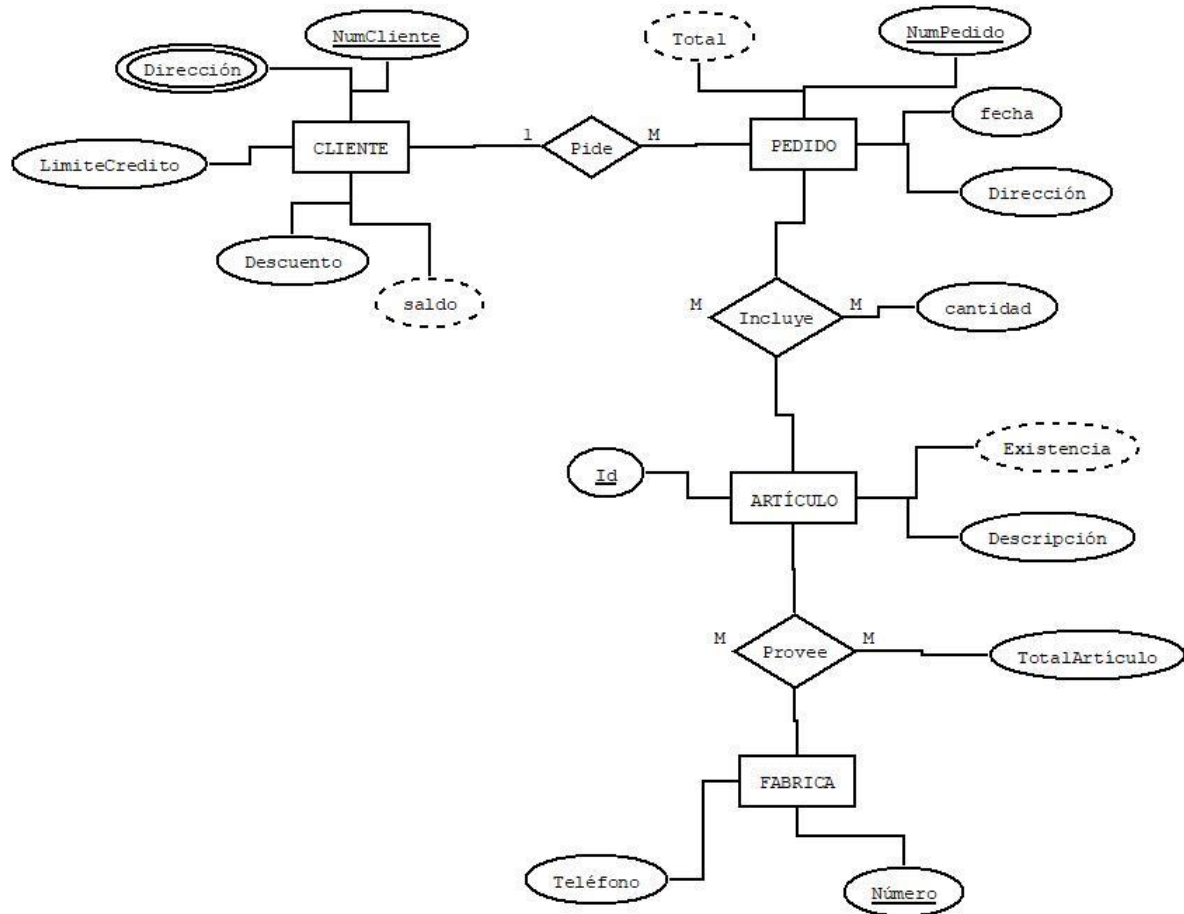 NumCliente
Total
NumPedido
Dirección
fecha
CLIENTE
1
Pide
M
PEDIDO
LimiteCredito
Dirección
Descuento
saldo
M
Incluye
M
cantidad
Existencia
Id
ARTÍCULO
Descripción
M
Provee
M
TotalArtículo
FABRICA
Teléfono
Número